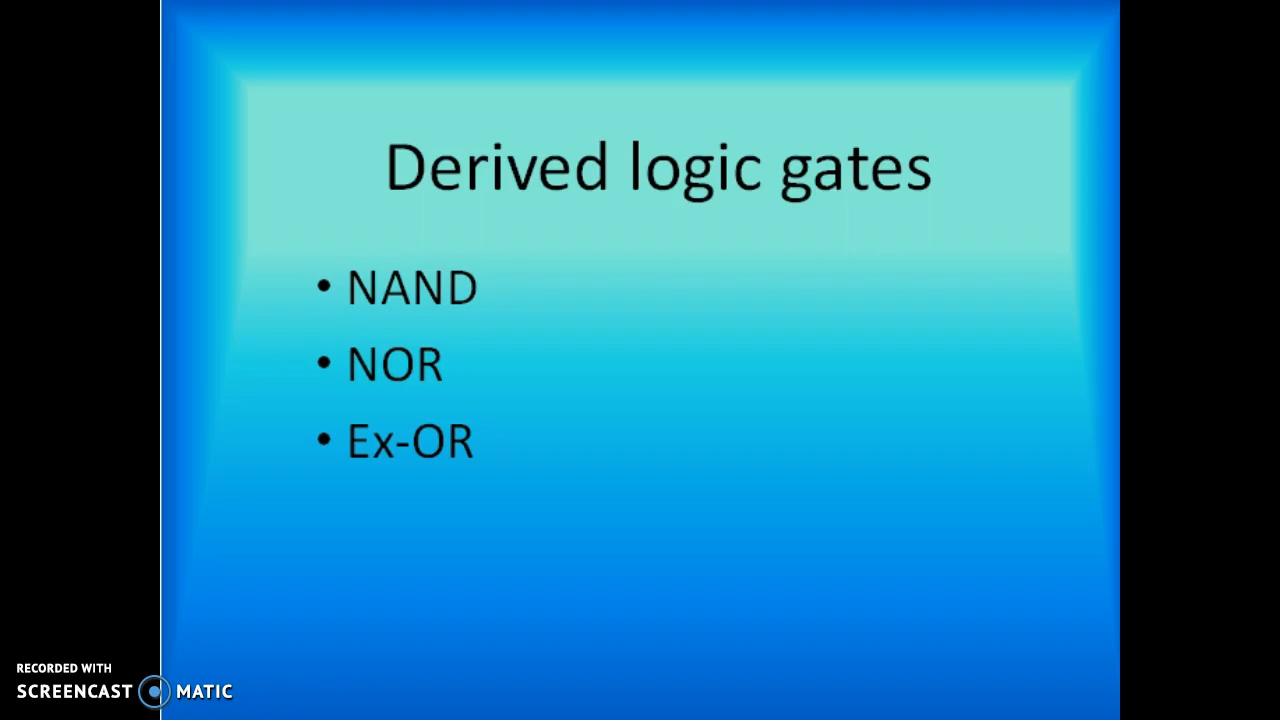 Derived logic gates
• NAND
• NOR
• Ex-OR
RECORDED WITH
SCREENCAST MATIC